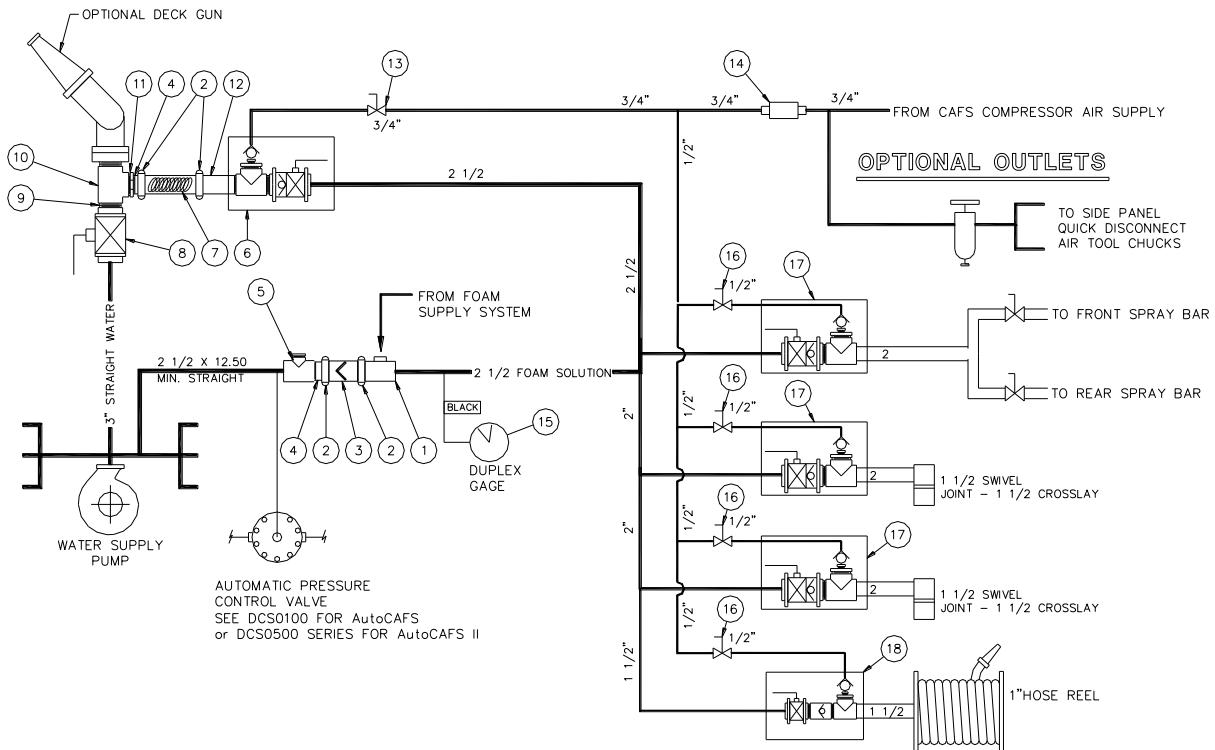 OPTIONAL DECK GUN
13
14
11
4
2
12
3/4"
3/4"
3/4"
3/4"
FROM CAFS COMPRESSOR AIR SUPPLY
1/2"
OPTIONAL OUTLETS
10
2 1/2
9
8
7
6
TO SIDE PANEL
QUICK DISCONNECT
AIR TOOL CHUCKS
2 1/2
16
17
5
FROM FOAM
SUPPLY SYSTEM
1/2"
TO FRONT SPRAY BAR
3" STRAIGHT WATER
2 1/2 X 12.50
MIN. STRAIGHT
2 1/2 FOAM SOLUTION
2
16
17
TO REAR SPRAY BAR
BLACK
1/2"
2"
1/2"
4
2
3
2
1
15
DUPLEX
GAGE
2
1 1/2 SWIVEL
JOINT - 1 1/2 CROSSLAY
16
1/2"
2"
1/2"
17
WATER SUPPLY
PUMP
AUTOMATIC PRESSURE
CONTROL VALVE
SEE DCS0100 FOR AutoCAFS
or DCS0500 SERIES FOR AutoCAFS II
2
1 1/2 SWIVEL
JOINT - 1 1/2 CROSSLAY
16
1/2"
1/2"
18
1 1/2"
1 1/2
1"HOSE REEL